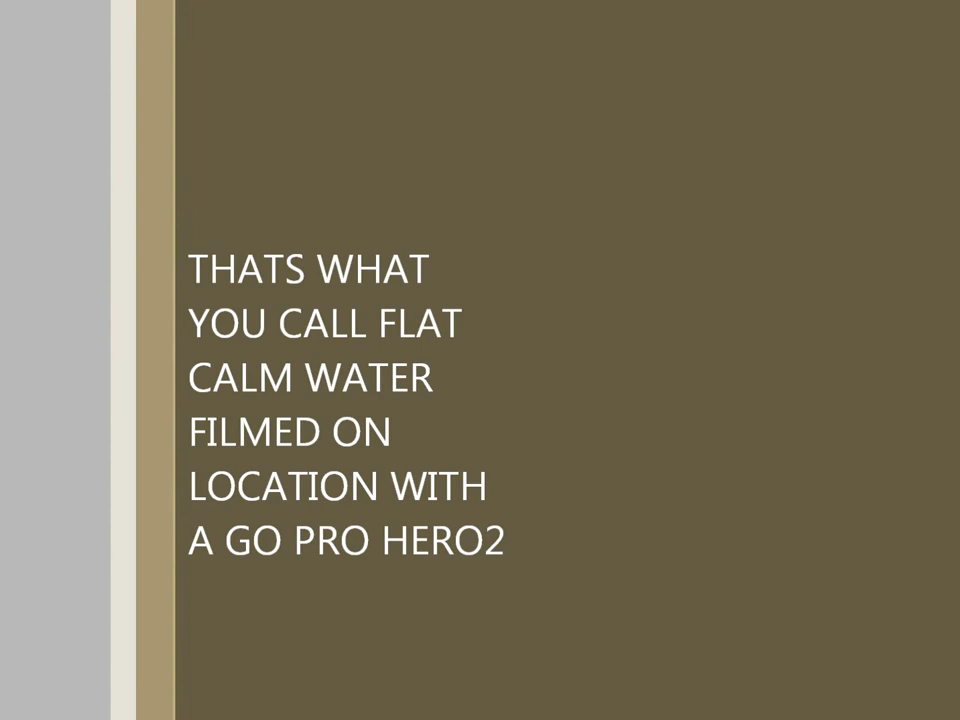 THATS WHAT
YOU CALL FLAT
CALM WATER
FILMED ON
LOCATION WITH
A GO PRO HERO2